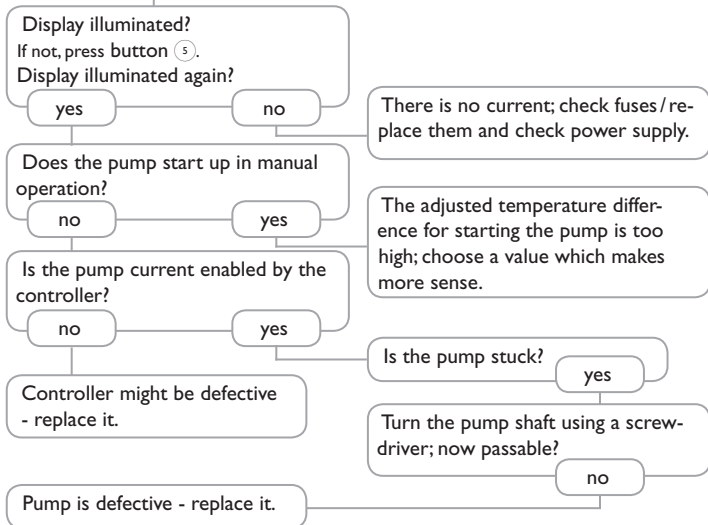 Display illuminated?
If not, press button 5.
Display illuminated again?
yes
no
There is no current; check fuses / re-
place them and check power supply.
Does the pump start up in manual
operation?
no
yes
The adjusted temperature differ-
ence for starting the pump is too
high; choose a value which makes
more sense.
Is the pump current enabled by the
controller?
no
yes
Is the pump stuck?
yes
Controller might be defective
- replace it.
Turn the pump shaft using a screw-
driver; now passable?
no
Pump is defective - replace it.